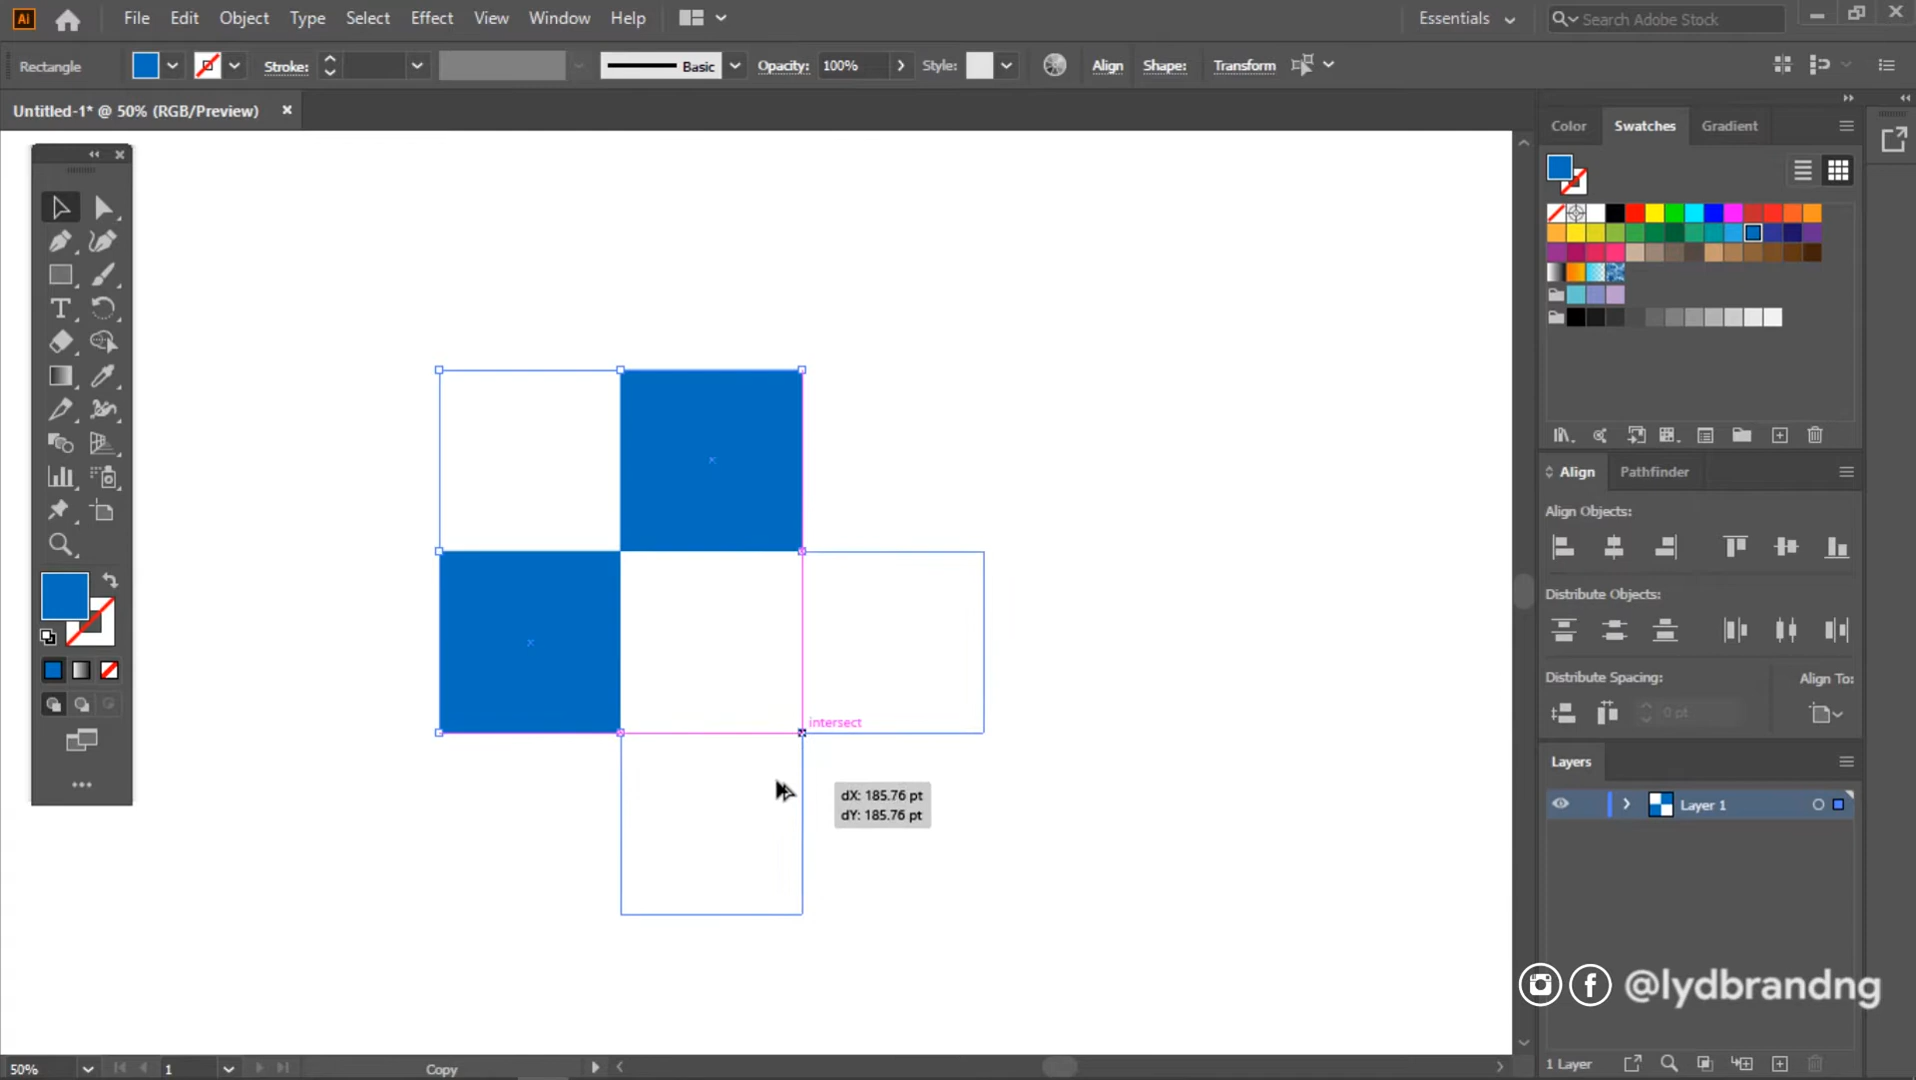 Ai File Edit Object Type Select Effect View Window Help Essentials Search Adobe Stock
Rectangle Stroke: Basic Opacity: 100% Style: Align Shape: Transform
Untitled-1* @ 50% (RGB/Preview)
Color Swatches Gradient
Align Pathfinder
Align Objects:
Distribute Objects:
Distribute Spacing: Align To:
0 pt
intersect
dX: 185.76 pt
dY: 185.76 pt
Layers
Layer 1
@lydbrandng
1 Layer
50% 1 Copy